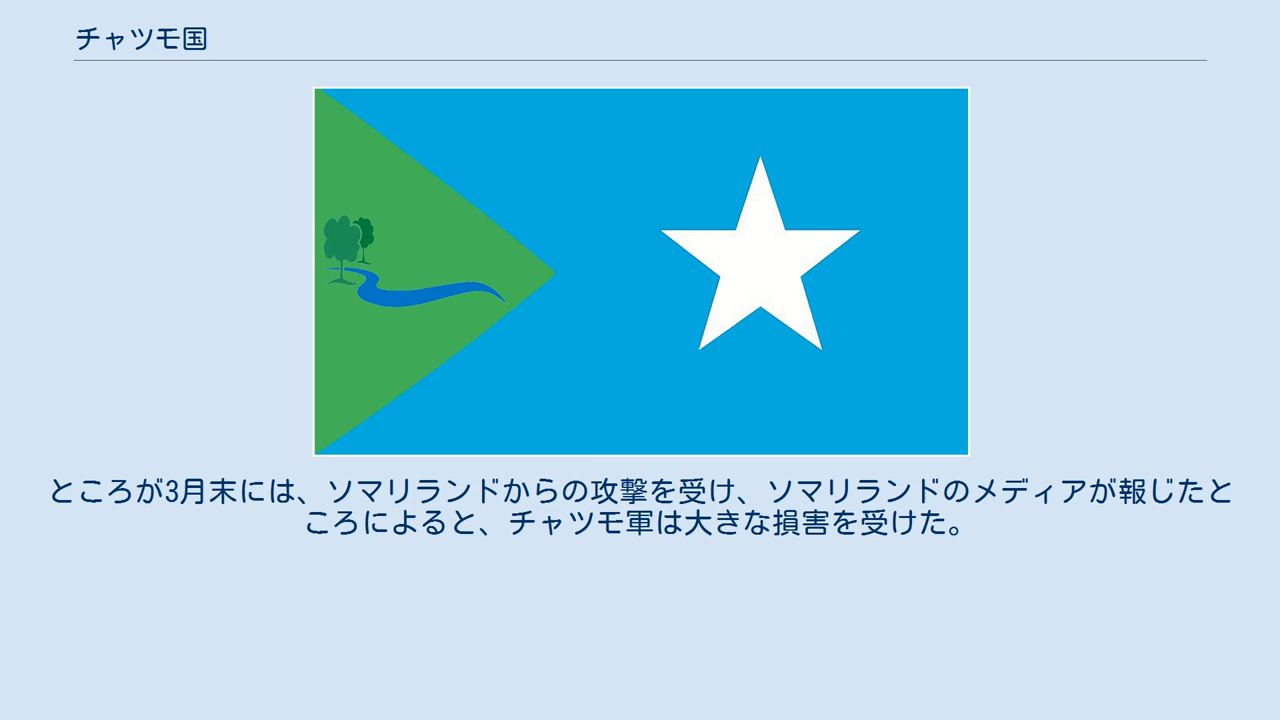 チャツモ国
ところが3月末には、ソマリランドからの攻撃を受け、ソマリランドのメディアが報じたと
ころによると、チャツモ軍は大きな損害を受けた。